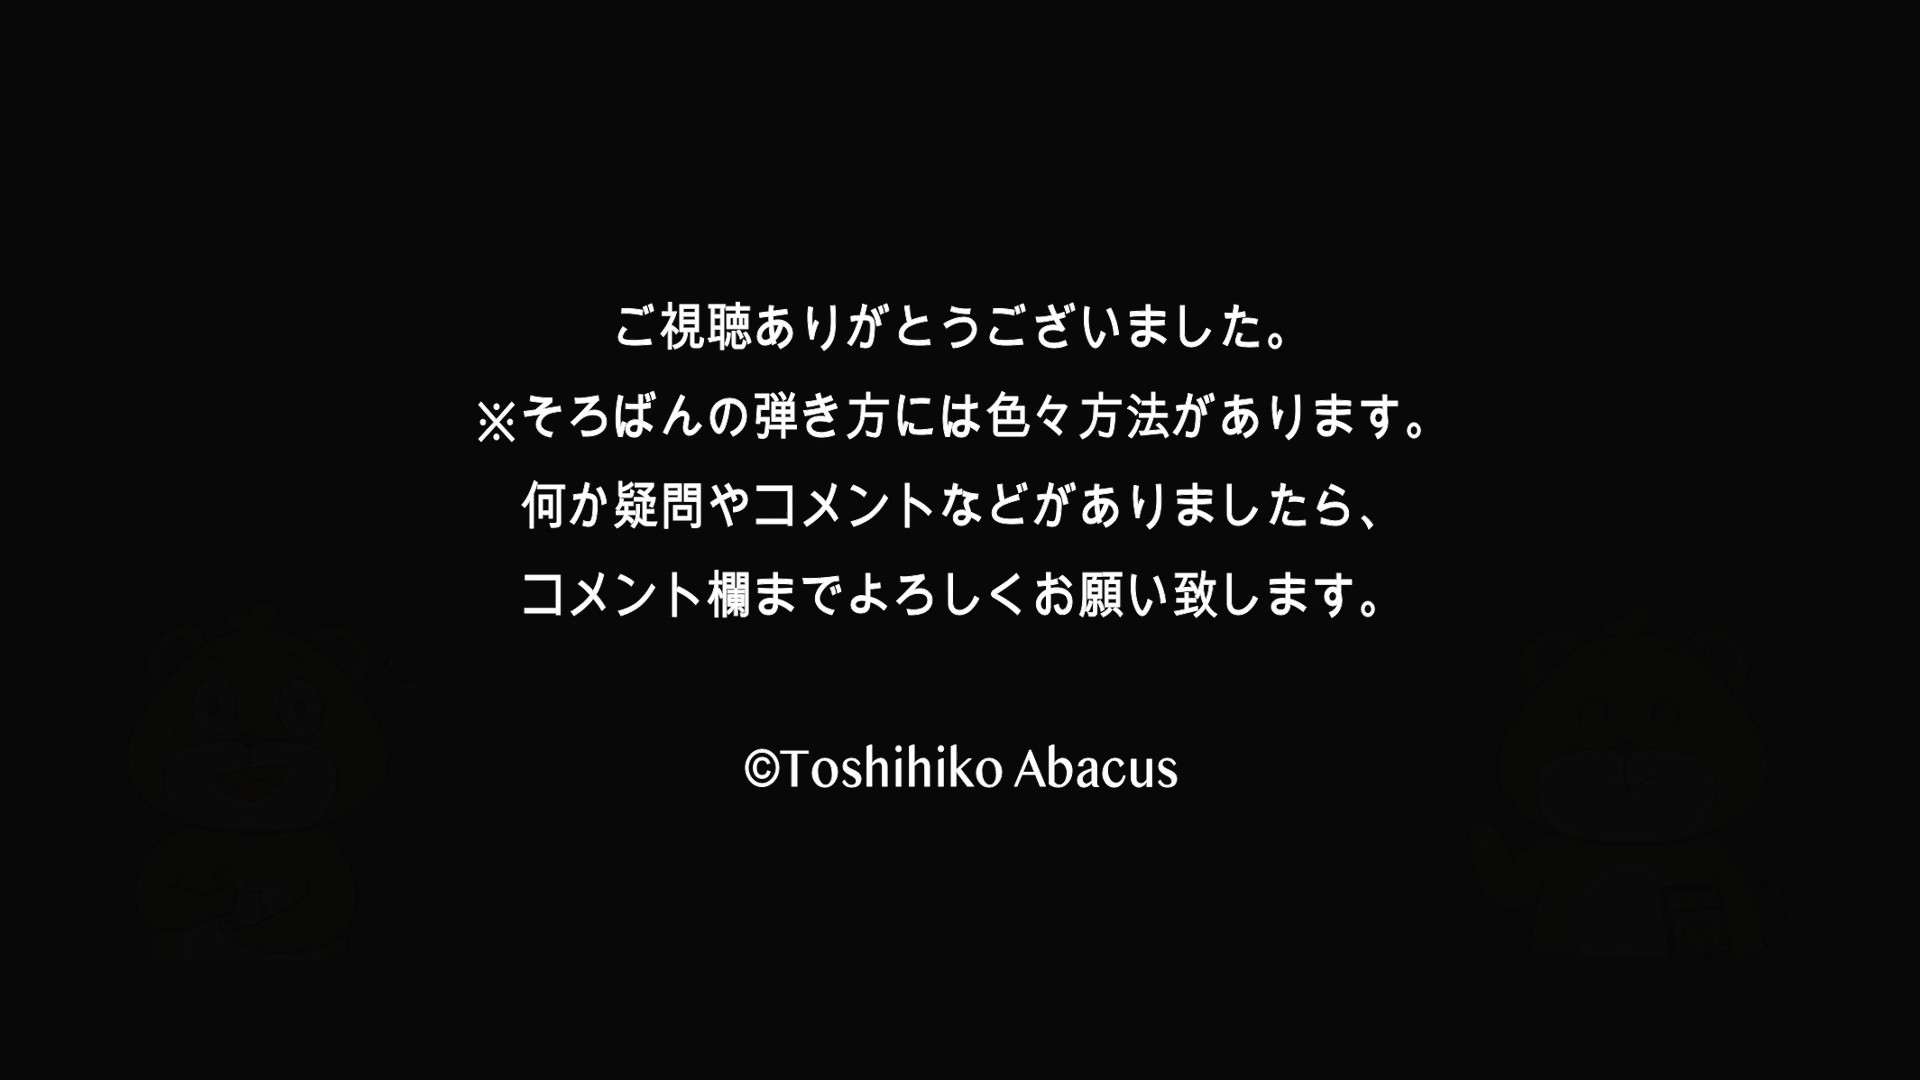 ご視聴ありがとうございました。
※そろばんの弾き方には色々方法があります。
何か疑問やコメントなどがありましたら、
コメント欄までよろしくお願い致します。
©Toshihiko Abacus